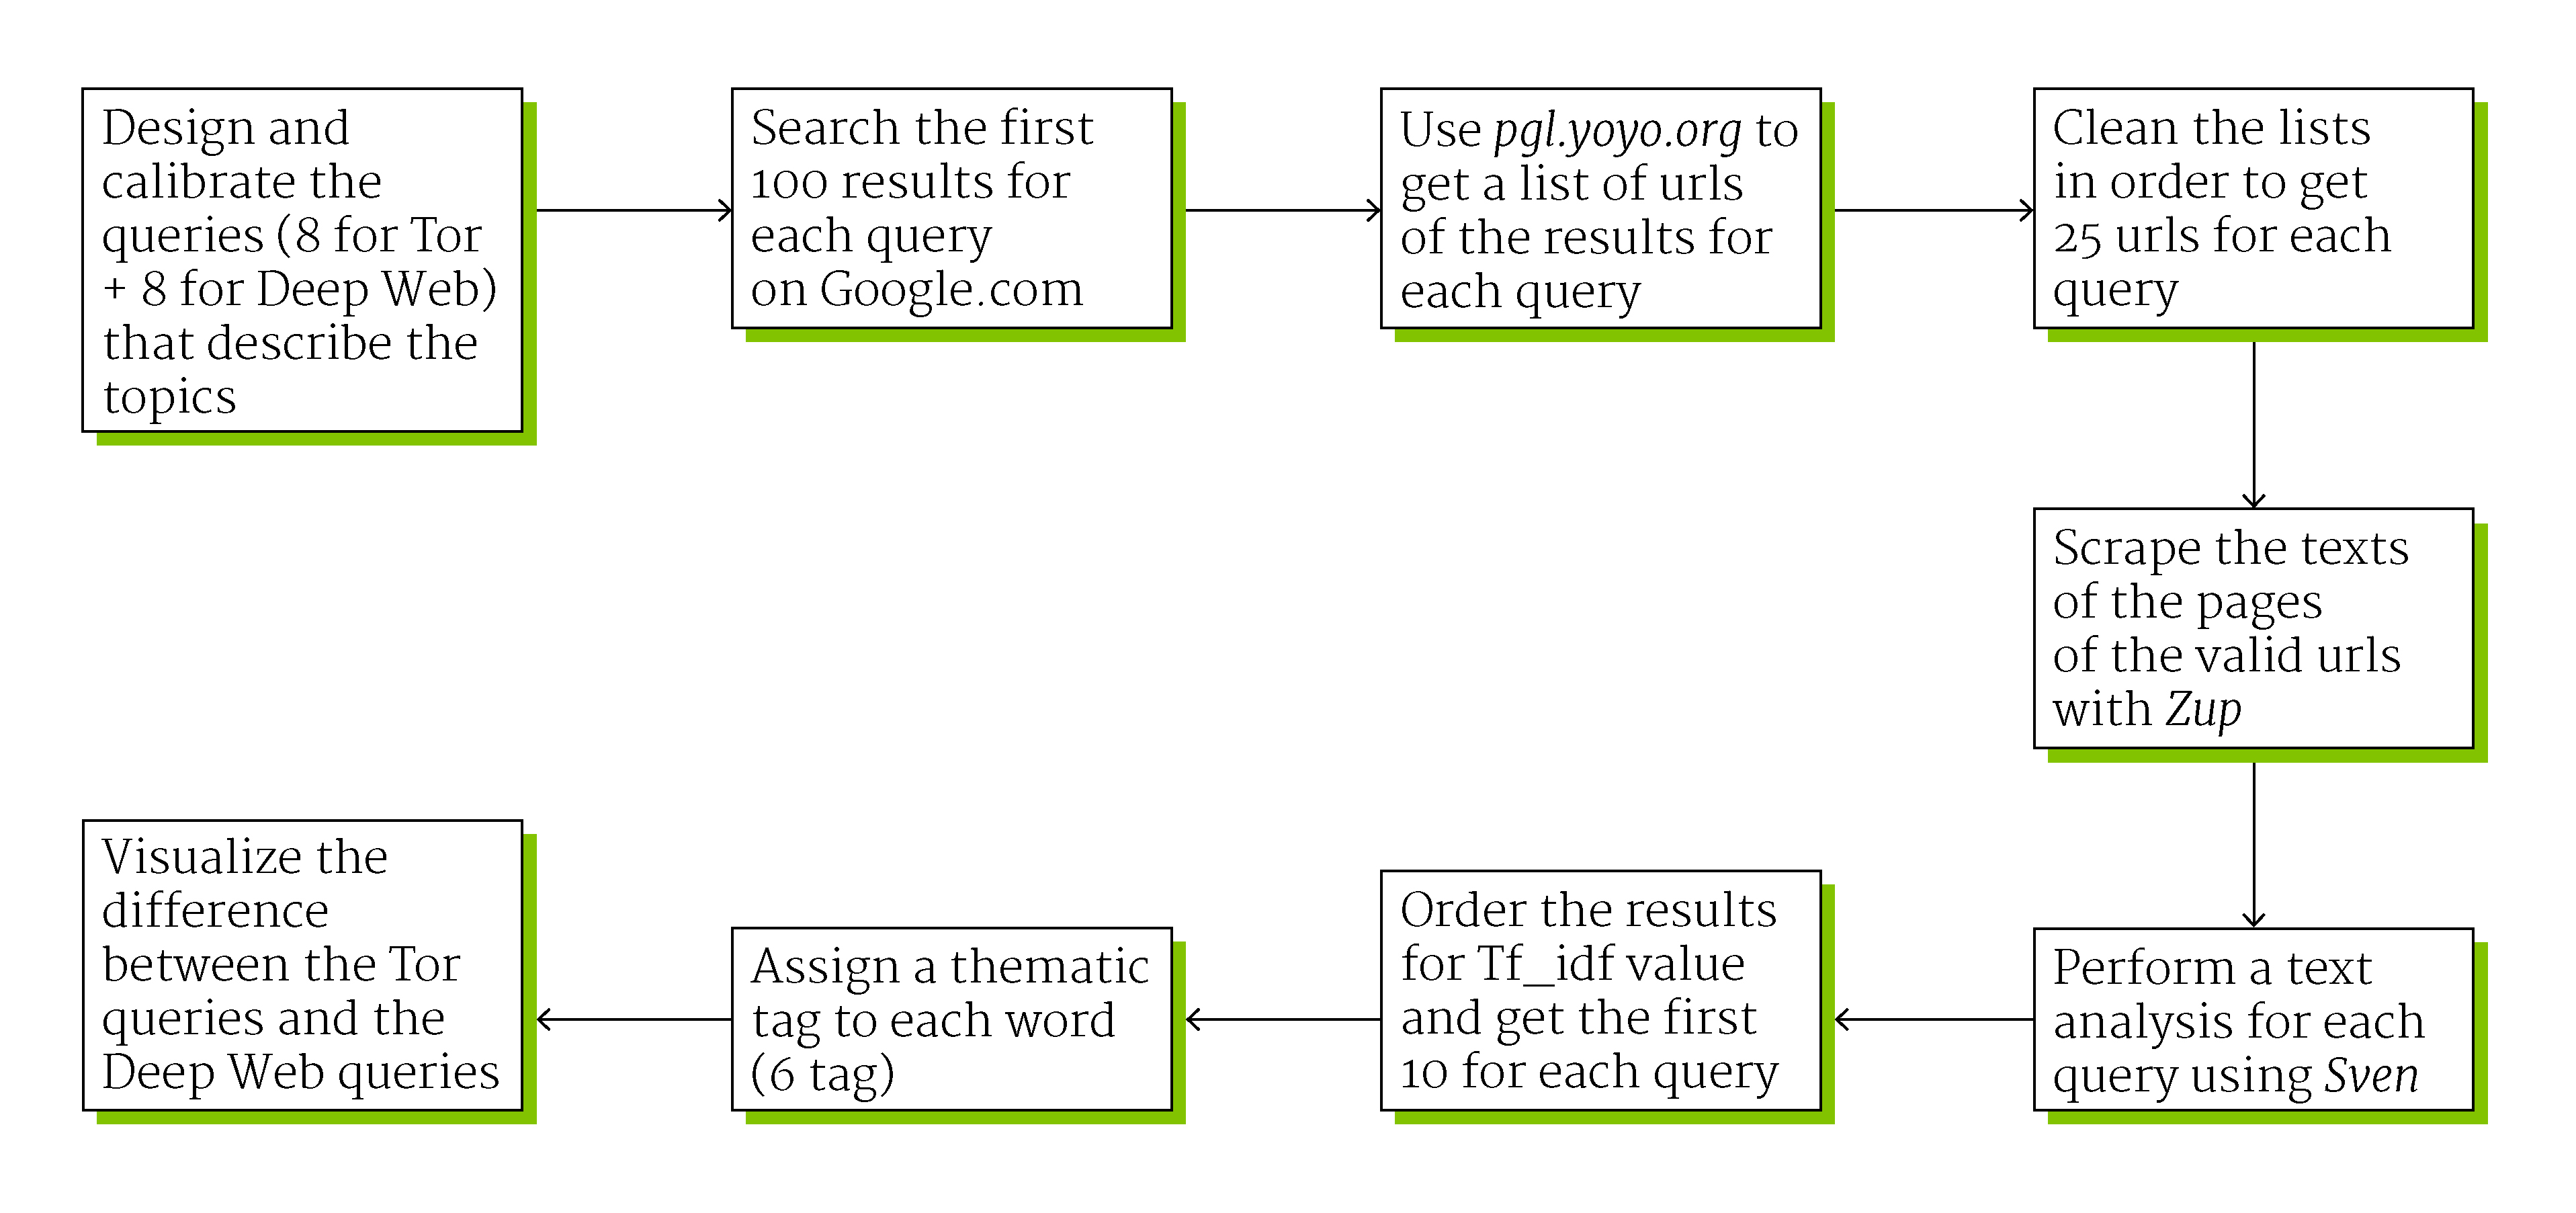 Design and
calibrate the
queries (8 for Tor
+ 8 for Deep Web)
that describe the
topics
Search the first
100 results for
each query
on Google.com
Use pgl.yoyo.org to
get a list of urls
of the results for
each query
Clean the lists
in order to get
25 urls for each
query
Scrape the texts
of the pages
of the valid urls
with Zup
Perform a text
analysis for each
query using Sven
Order the results
for Tf_idf value
and get the first
10 for each query
Assign a thematic
tag to each word
(6 tag)
Visualize the
difference
between the Tor
queries and the
Deep Web queries